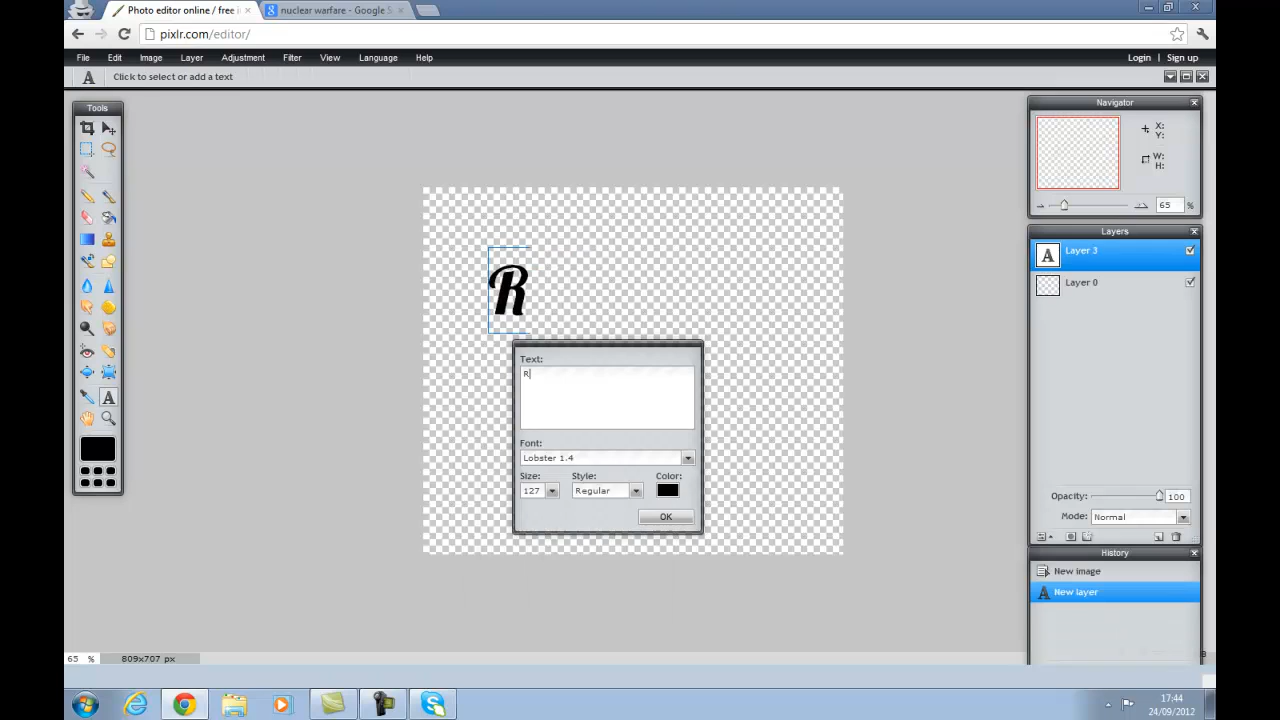 Photo editor online / free i
nuclear warfare - Google S
pixlr.com/editor/
File Edit Image Layer Adjustment Filter View Language Help
Login | Sign up
A Click to select or add a text
Tools
A
R
Text:
R
Font:
Lobster 1.4
Size: Style: Color:
127 Regular
OK
Navigator
X:
Y:
W:
H:
65 %
Layers
A Layer 3
Layer 0
Opacity: 100
Mode: Normal
History
New image
A New layer
65 % 809x707 px
17:44
24/09/2012